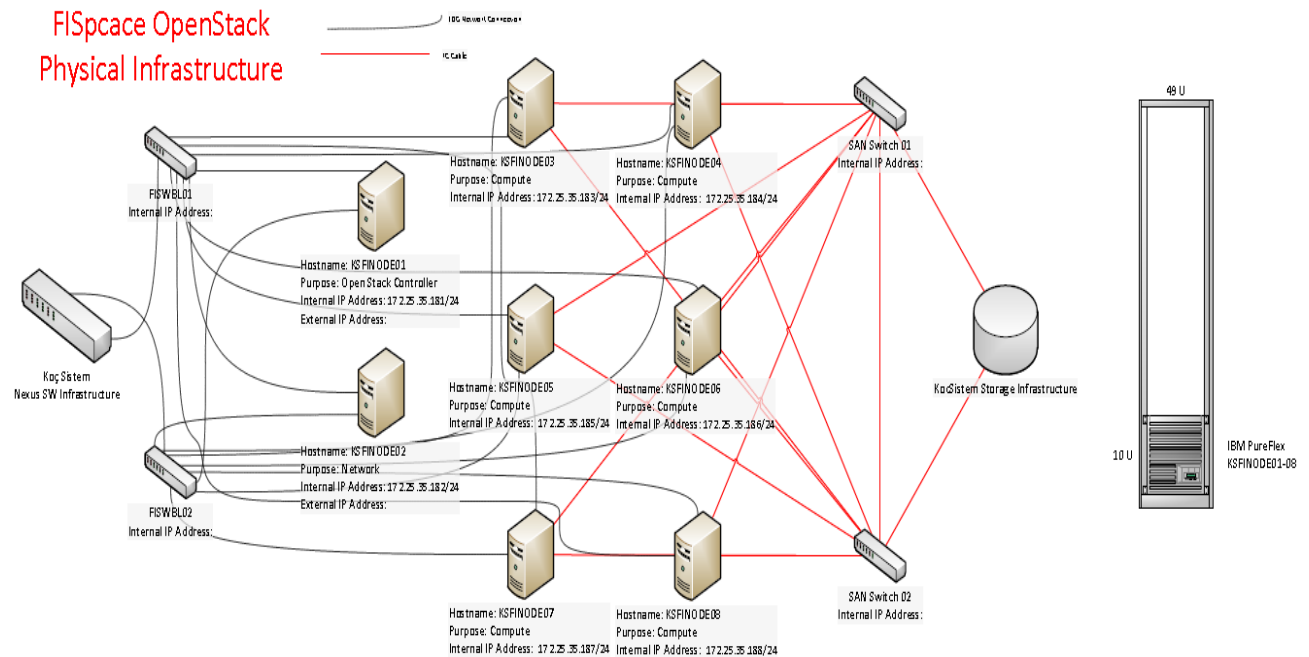 FISpcace OpenStack
Physical Infrastructure
10G Network Connection
FC Cable
FISWBL01
Internal IP Address:
Koç Sistem
Nexus SW Infrastructure
FISWBL02
Internal IP Address:
Hostname: KSFINODE01
Purpose: Open Stack Controller
Internal IP Address: 172.25.35.181/24
External IP Address:
Hostname: KSFINODE02
Purpose: Network
Internal IP Address: 172.25.35.182/24
External IP Address:
Hostname: KSFINODE03
Purpose: Compute
Internal IP Address: 172.25.35.183/24
Hostname: KSFINODE04
Purpose: Compute
Internal IP Address: 172.25.35.184/24
Hostname: KSFINODE05
Purpose: Compute
Internal IP Address: 172.25.35.185/24
Hostname: KSFINODE06
Purpose: Compute
Internal IP Address: 172.25.35.186/24
Hostname: KSFINODE07
Purpose: Compute
Internal IP Address: 172.25.35.187/24
Hostname: KSFINODE08
Purpose: Compute
Internal IP Address: 172.25.35.188/24
SAN Switch 01
Internal IP Address:
KocSistem Storage Infrastructure
SAN Switch 02
Internal IP Address:
49 U
10 U
IBM PureFlex
KSFINODE01-08